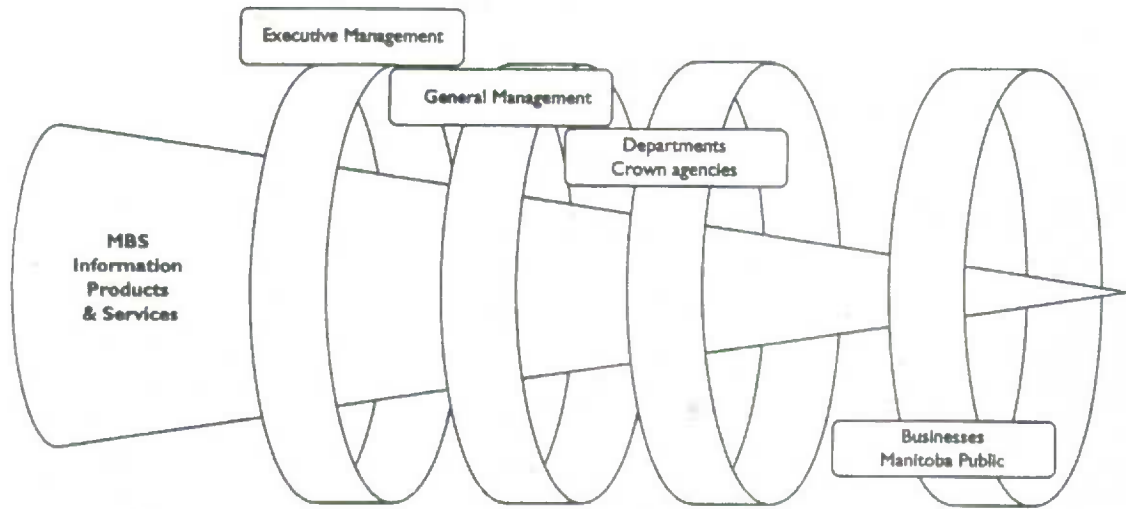 Executive Management
General Management
Departments
Crown agencies
MBS
Information
Products
& Services
Businesses
Manitoba Public